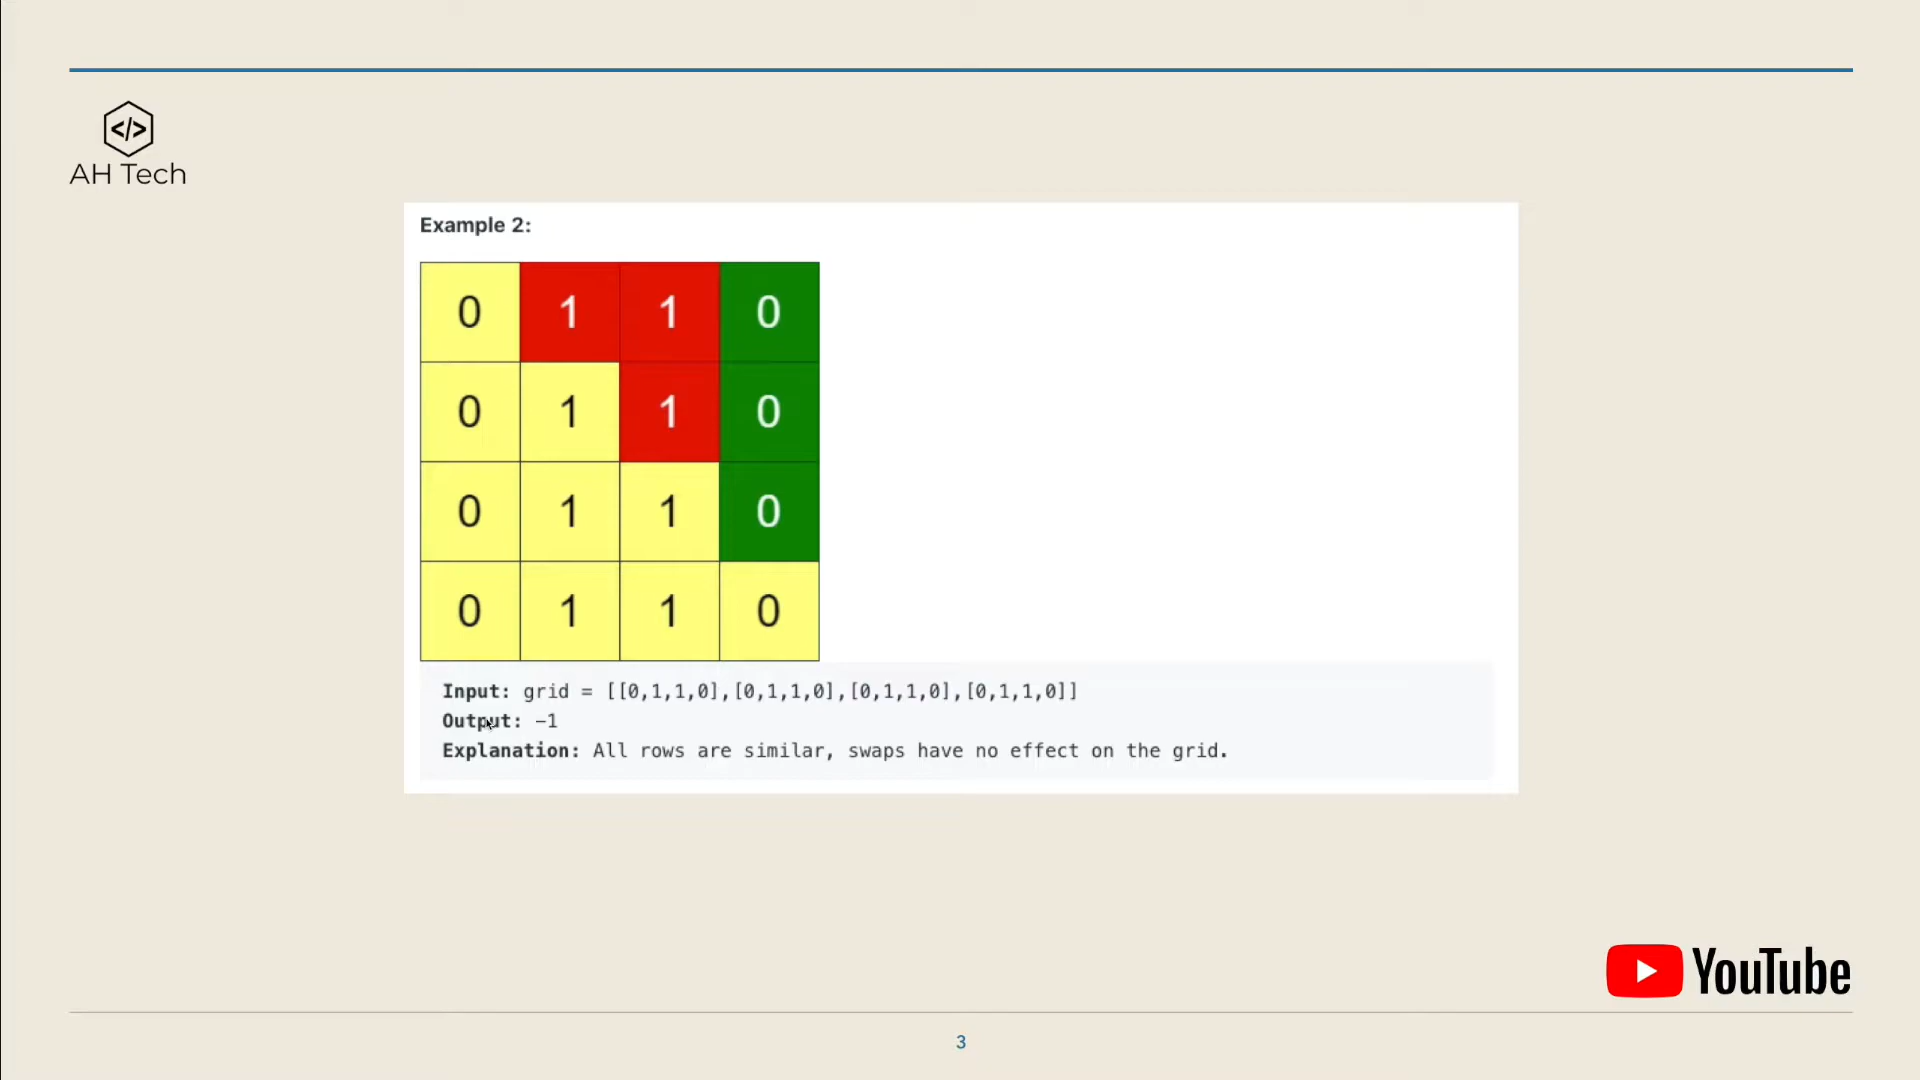 </>
AH Tech
Example 2:
0 1 1 0
0 1 1 0
0 1 1 0
0 1 1 0
Input: grid = [[0,1,1,0],[0,1,1,0],[0,1,1,0],[0,1,1,0]]
Output: −1
Explanation: All rows are similar, swaps have no effect on the grid.
YouTube
3